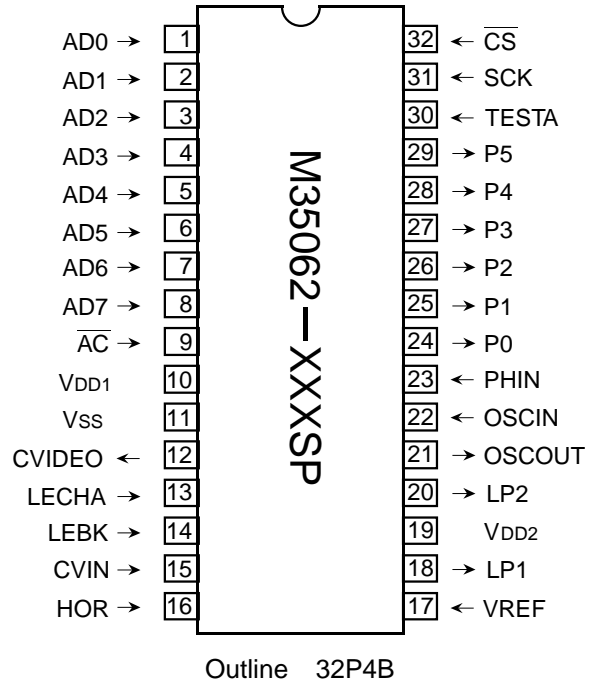 AD0 → 1 32 ← C̅S̅
AD1 → 2 31 ← SCK
AD2 → 3 30 ← TESTA
AD3 → 4 29 → P5
AD4 → 5 28 → P4
AD5 → 6 27 → P3
AD6 → 7 26 → P2
AD7 → 8 25 → P1
A̅C̅ → 9 24 → P0
VDD1 10 23 ← PHIN
VSS 11 22 ← OSCIN
CVIDEO ← 12 21 → OSCOUT
LECHA → 13 20 → LP2
LEBK → 14 19 VDD2
CVIN → 15 18 → LP1
HOR → 16 17 ← VREF
M35062-XXXSP
Outline 32P4B